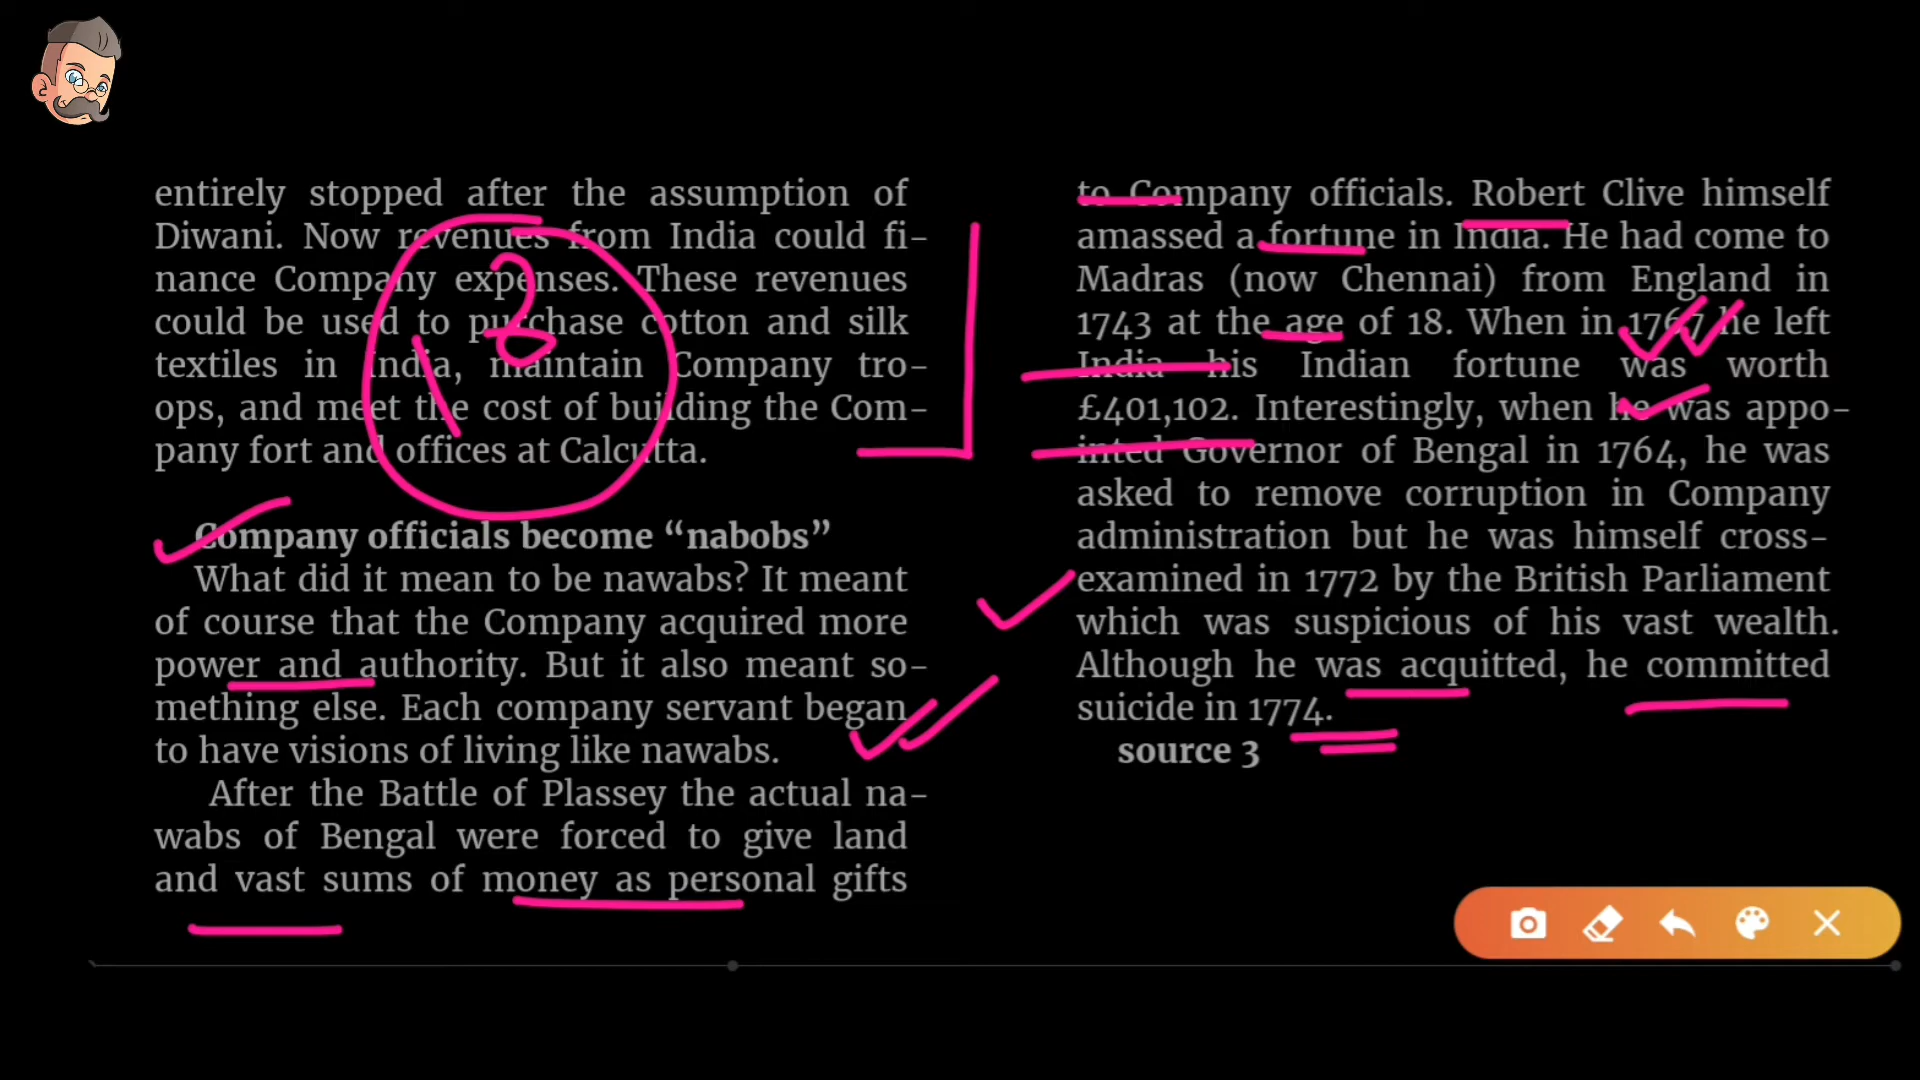 entirely stopped after the assumption of
Diwani. Now revenues from India could fi-
nance Company expenses. These revenues
could be used to purchase cotton and silk
textiles in India, maintain Company tro-
ops, and meet the cost of building the Com-
pany fort and offices at Calcutta.
Company officials become “nabobs”
What did it mean to be nawabs? It meant
of course that the Company acquired more
power and authority. But it also meant so-
mething else. Each company servant began
to have visions of living like nawabs.
After the Battle of Plassey the actual na-
wabs of Bengal were forced to give land
and vast sums of money as personal gifts
to Company officials. Robert Clive himself
amassed a fortune in India. He had come to
Madras (now Chennai) from England in
1743 at the age of 18. When in 1767 he left
India his Indian fortune was worth
£401,102. Interestingly, when he was appo-
inted Governor of Bengal in 1764, he was
asked to remove corruption in Company
administration but he was himself cross-
examined in 1772 by the British Parliament
which was suspicious of his vast wealth.
Although he was acquitted, he committed
suicide in 1774.
source 3